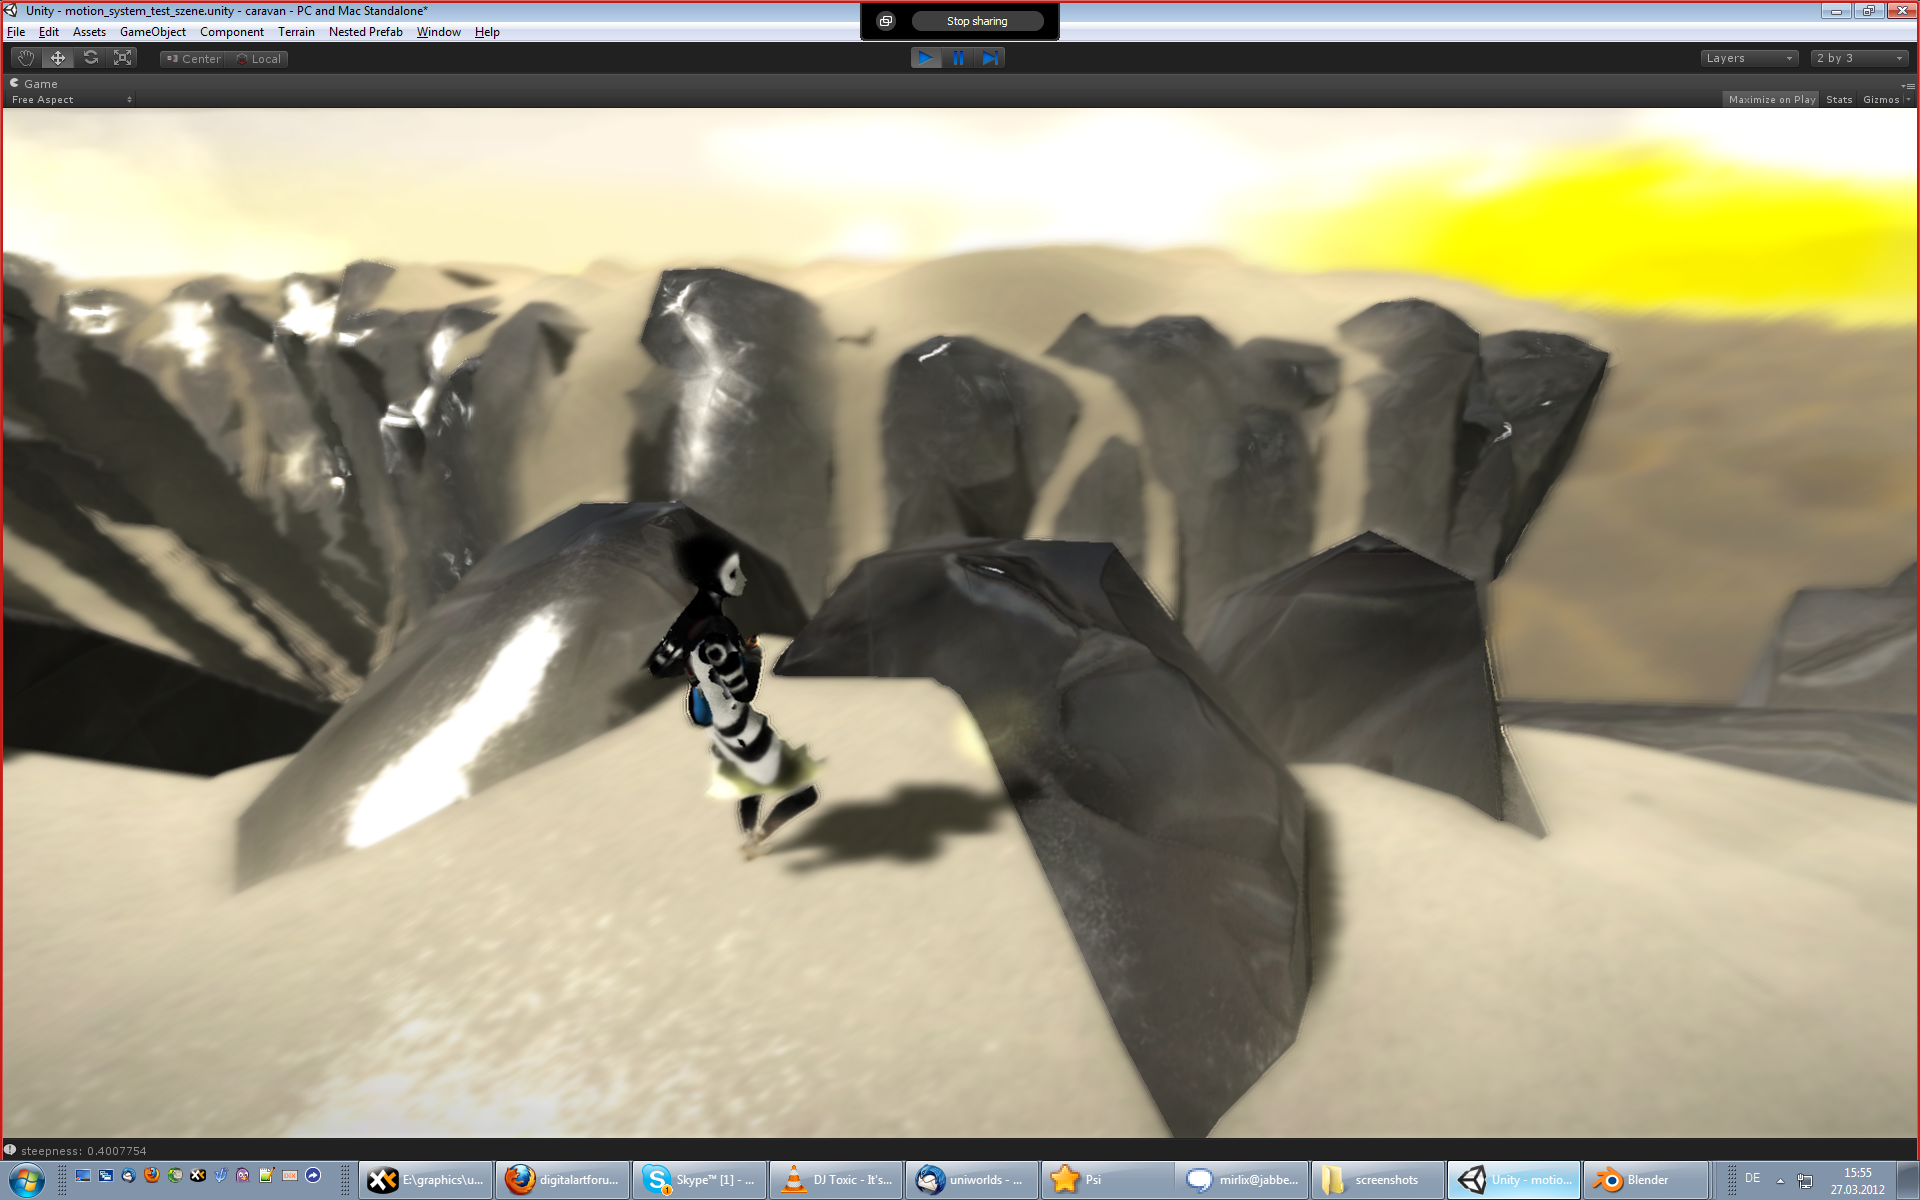 Unity - motion_system_test_szene.unity - caravan - PC and Mac Standalone*
Stop sharing
File Edit Assets GameObject Component Terrain Nested Prefab Window Help
Center Local Layers 2 by 3
Game
Free Aspect Maximize on Play Stats Gizmos
steepness: 0.4007754
E:\graphics\u... digitalartforu... Skype™ [1] - ... DJ Toxic - It's... uniworlds - ... Psi mirlix@jabbe... screenshots Unity - motio... Blender DE 15:55
27.03.2012